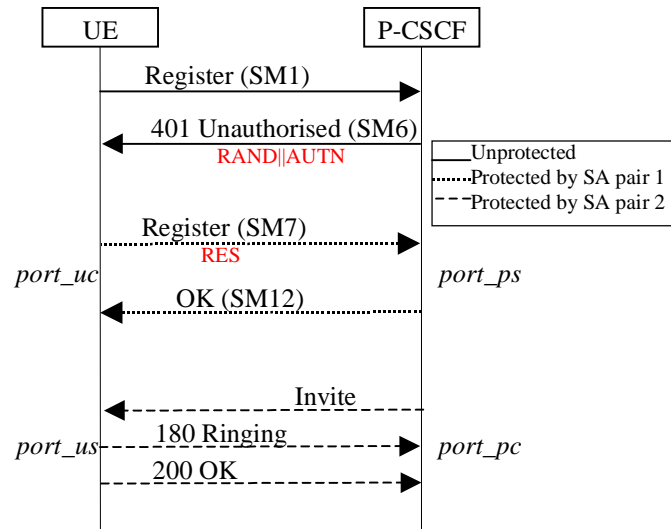 UE
P-CSCF
Register (SM1)
401 Unauthorised (SM6)
RAND||AUTN
Unprotected
Protected by SA pair 1
Protected by SA pair 2
Register (SM7)
RES
port_uc
port_ps
OK (SM12)
Invite
port_us
180 Ringing
port_pc
200 OK